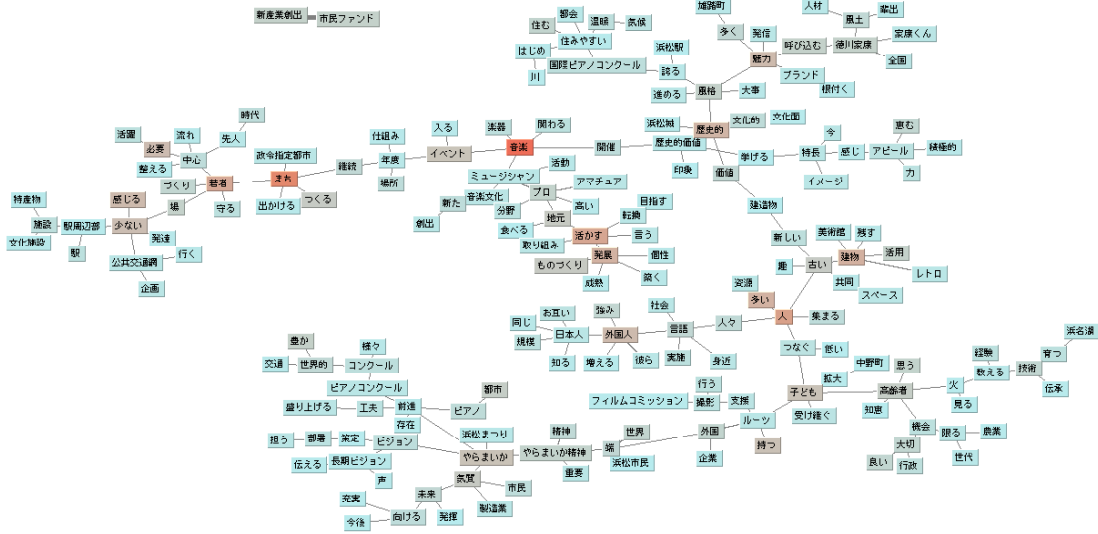 新産業創出
市民ファンド
時代
活躍
流れ
先人
必要
中心
整える
政令指定都市
まち
継続
仕組み
年度
場所
入る
イベント
づくり
若者
出かける
つくる
感じる
場
守る
特産物
施設
駅周辺部
少ない
文化施設
駅
発達
公共交通網
行く
企画
都会
温暖
気候
住む
住みやすい
はじめ
川
国際ピアノコンクール
浜松駅
誇る
進める
風格
大事
多く
発信
魅力
呼び込む
ブランド
根付く
人材
風土
輩出
徳川家康
家康くん
全国
楽器
関わる
音楽
開催
浜松城
歴史的
文化的
文化面
歴史的価値
印象
挙げる
価値
今
特長
感じ
アピール
恵む
積極的
力
イメージ
ミュージシャン
活動
プロ
アマチュア
音楽文化
分野
高い
新た
創出
地元
食べる
目指す
転換
活かす
言う
取り組み
発展
ものづくり
個性
成熟
築く
建造物
新しい
美術館
残す
建物
活用
古い
趣
レトロ
共同
スペース
資源
多い
人
集まる
人々
社会
言語
実施
身近
お互い
同じ
日本人
規模
知る
強み
外国人
増える
彼ら
つなぐ
低い
拡大
中野町
子ども
受け継ぐ
高齢者
思う
知恵
火
見る
経験
教える
技術
育つ
浜名湖
伝承
機会
限る
農業
世代
大切
良い
行政
ルーツ
持つ
支援
撮影
行う
フィルムコミッション
外国
企業
端
世界
浜松市民
やらまいか精神
精神
重要
やらまいか
浜松まつり
豊か
様々
交通
世界的
コンクール
ピアノコンクール
盛り上げる
工夫
前進
存在
ピアノ
都市
担う
部署
策定
ビジョン
伝える
長期ビジョン
声
気質
市民
製造業
未来
充実
向ける
今後
発揮